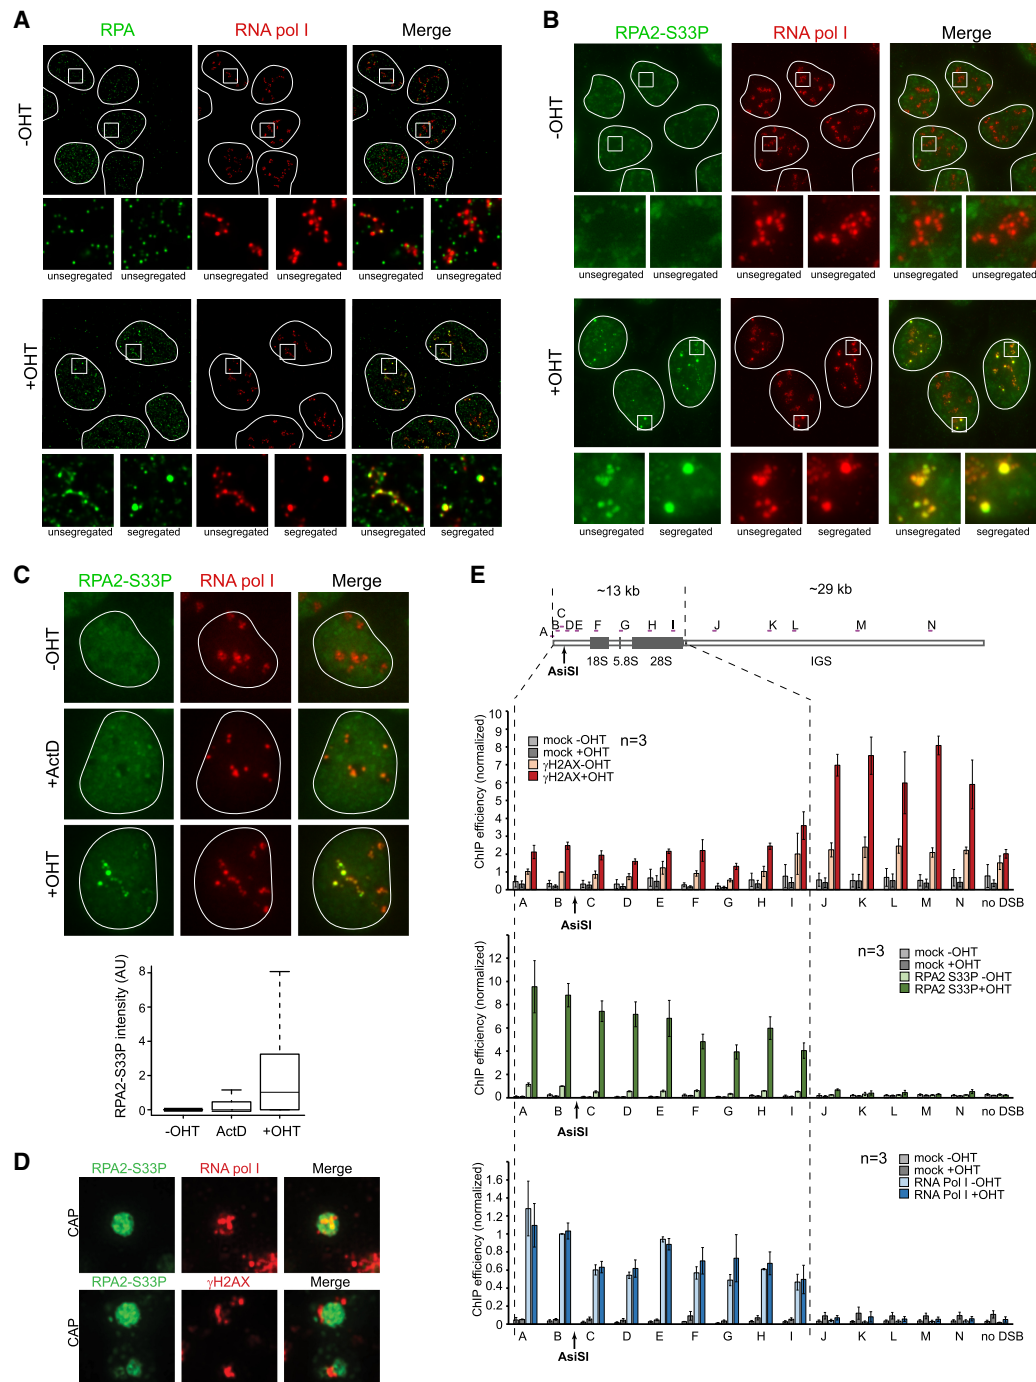 A
RPA RNA pol I Merge
-OHT
unsegregated unsegregated unsegregated unsegregated unsegregated unsegregated
+OHT
unsegregated segregated unsegregated segregated unsegregated segregated
B
RPA2-S33P RNA pol I Merge
-OHT
unsegregated unsegregated unsegregated unsegregated unsegregated unsegregated
+OHT
unsegregated segregated unsegregated segregated unsegregated segregated
C
RPA2-S33P RNA pol I Merge
-OHT
+ActD
+OHT
RPA2-S33P intensity (AU)
8
6
4
2
0
-OHT ActD +OHT
D
RPA2-S33P RNA pol I Merge
CAP
RPA2-S33P γH2AX Merge
CAP
E
~13 kb ~29 kb
A B C D E F G H I J K L M N
AsiSI
18S 5.8S 28S IGS
ChIP efficiency (normalized)
10
9
8
7
6
5
4
3
2
1
0
mock -OHT n=3
mock +OHT
γH2AX-OHT
γH2AX+OHT
A B C D E F G H I J K L M N no DSB
AsiSI
ChIP efficiency (normalized)
14
12
10
8
6
4
2
0
n=3
mock -OHT
mock +OHT
RPA2 S33P -OHT
RPA2 S33P+OHT
A B C D E F G H I J K L M N no DSB
AsiSI
ChIP efficiency (normalized)
1.6
1.4
1.2
1
0.8
0.6
0.4
0.2
0
n=3
mock -OHT
mock +OHT
RNA Pol I -OHT
RNA Pol I +OHT
A B C D E F G H I J K L M N no DSB
AsiSI